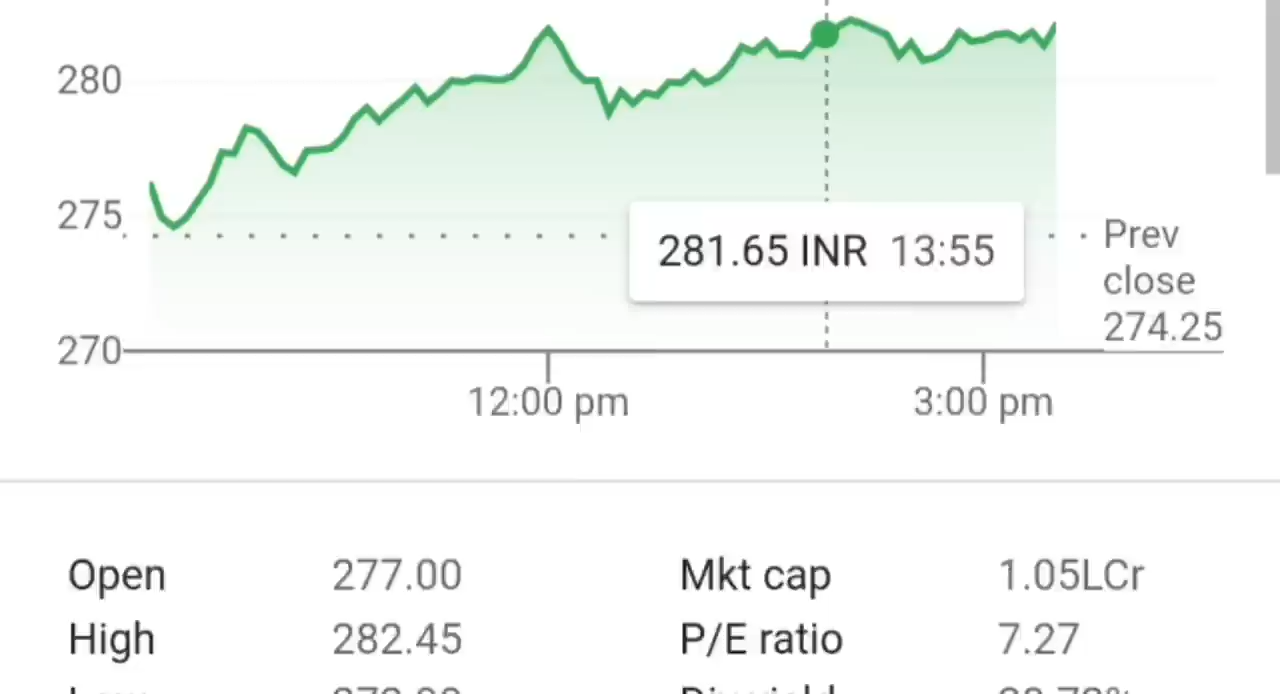 280
275
270
281.65 INR 13:55
Prev
close
274.25
12:00 pm
3:00 pm
Open 277.00 Mkt cap 1.05LCr
High 282.45 P/E ratio 7.27